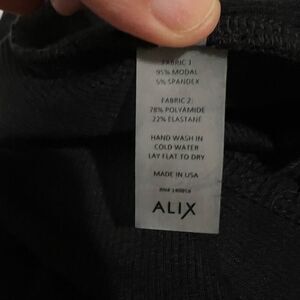 FABRIC 1:
95% MODAL
5% SPANDEX
FABRIC 2:
78% POLYAMIDE
22% ELASTANE
HAND WASH IN
COLD WATER
LAY FLAT TO DRY
MADE IN USA
RN#
ALIX